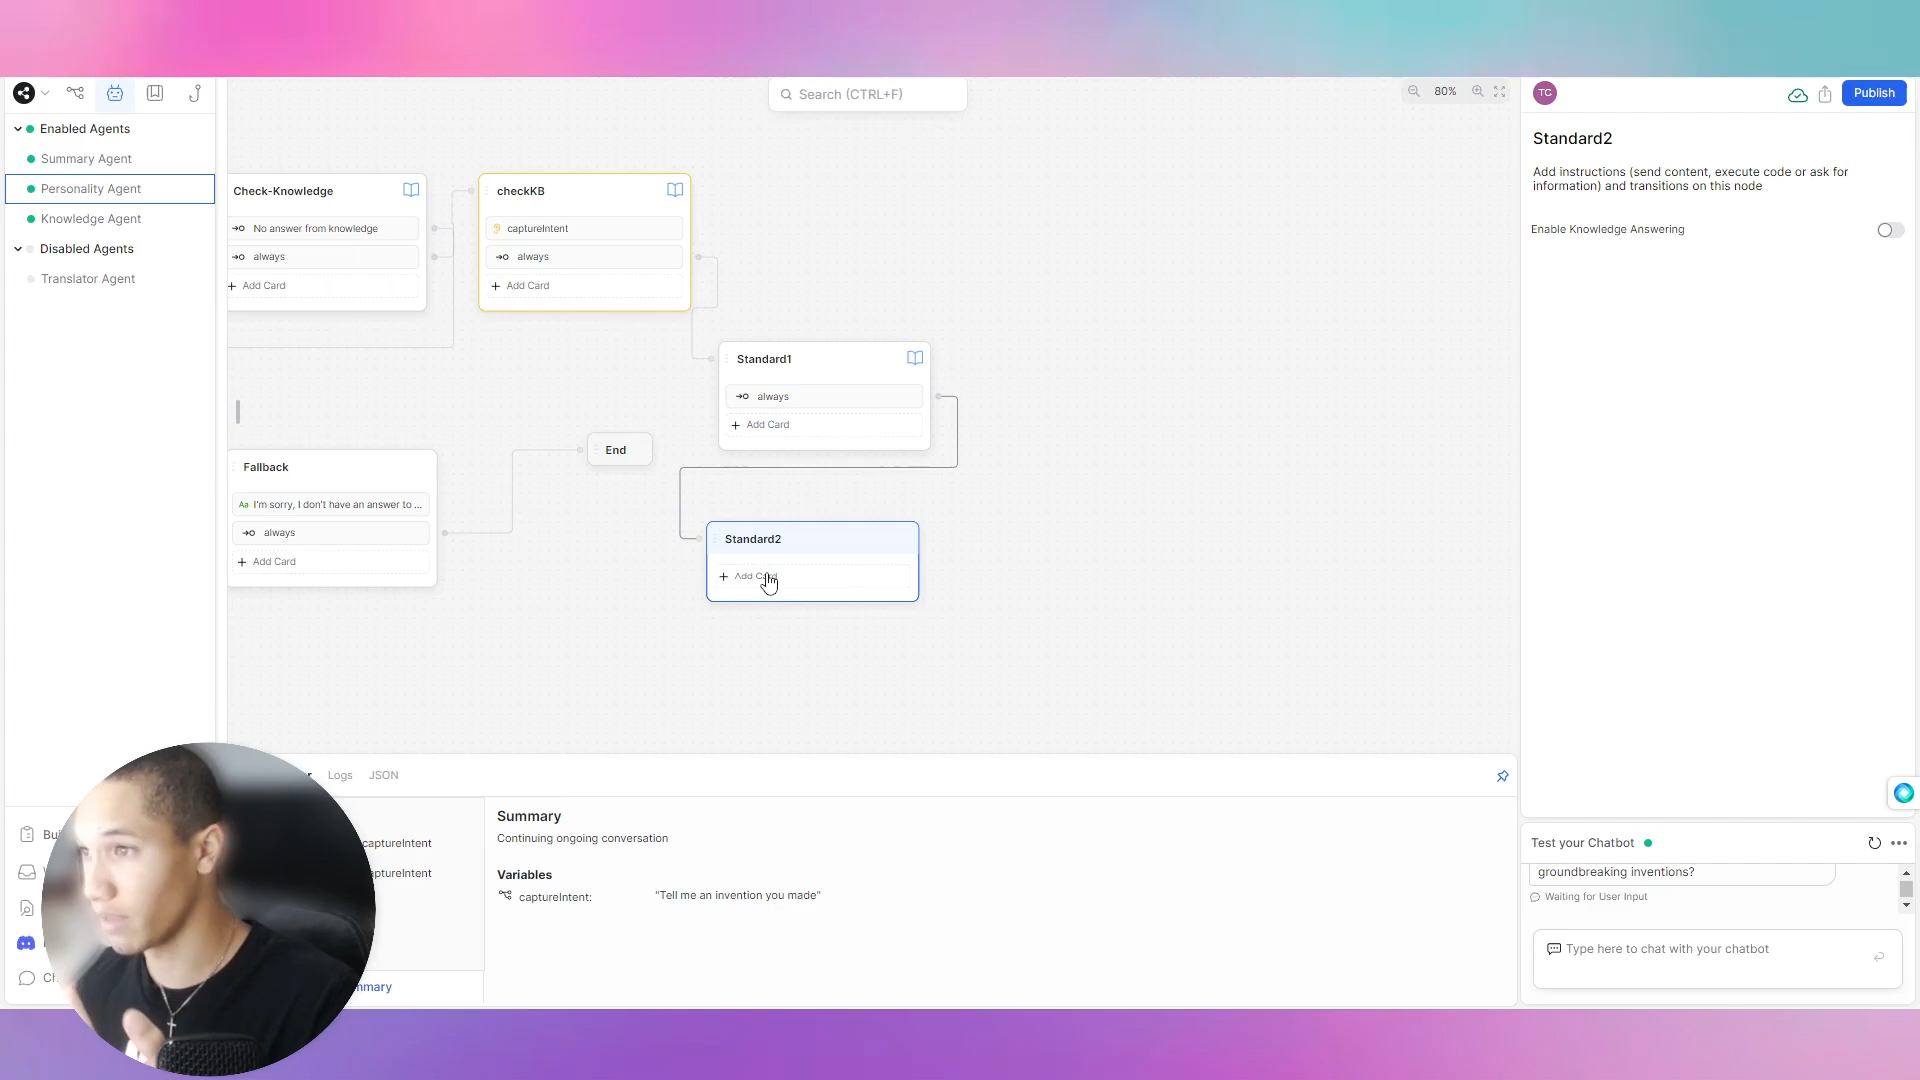 Search (CTRL+F)
80%
TC
Publish
Enabled Agents
Summary Agent
Personality Agent
Knowledge Agent
Disabled Agents
Translator Agent
Check-Knowledge
No answer from knowledge
always
Add Card
checkKB
captureIntent
always
Add Card
Standard1
always
Add Card
End
Fallback
Aa I'm sorry, I don't have an answer to ...
always
Add Card
Standard2
Add Card
Standard2
Add instructions (send content, execute code or ask for
information) and transitions on this node
Enable Knowledge Answering
Logs
JSON
captureIntent
Summary
Continuing ongoing conversation
Variables
captureIntent:
"Tell me an invention you made"
Test your Chatbot
groundbreaking inventions?
Waiting for User Input
Type here to chat with your chatbot